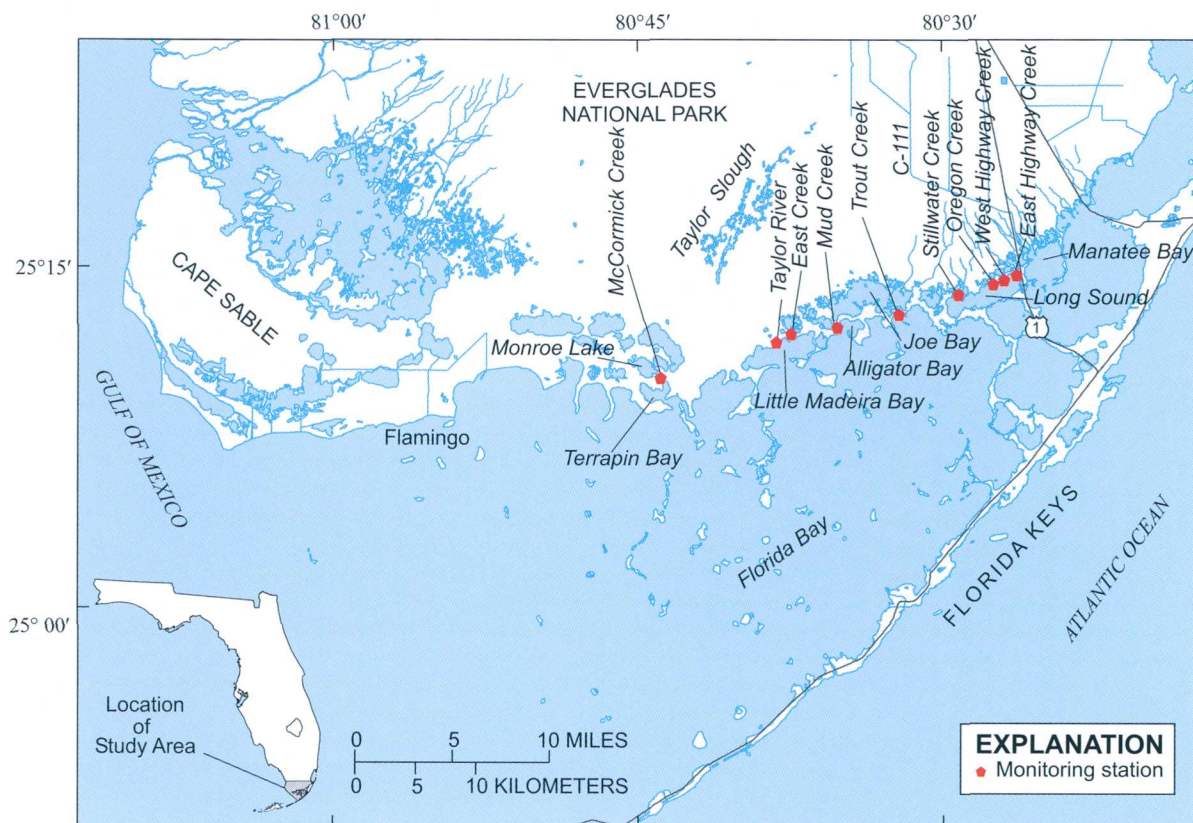 81°00′
80°45′
80°30′
EVERGLADES
NATIONAL PARK
McCormick Creek
Taylor Slough
Taylor River
East Creek
Mud Creek
Trout Creek
C-111
Stillwater Creek
Oregon Creek
West Highway Creek
East Highway Creek
25°15′
CAPE SABLE
Manatee Bay
Long Sound
1
Monroe Lake
Joe Bay
Alligator Bay
Little Madeira Bay
GULF OF MEXICO
Flamingo
Terrapin Bay
Florida Bay
FLORIDA KEYS
ATLANTIC OCEAN
25° 00′
Location
of
Study Area
0 5 10 MILES
0 5 10 KILOMETERS
EXPLANATION
Monitoring station